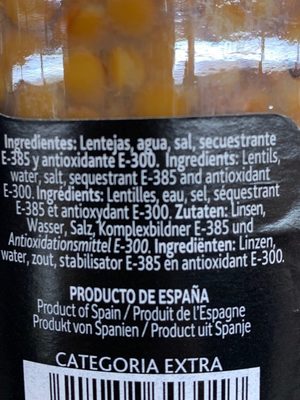 Ingredientes: Lentejas, agua, sal, secuestrante
E-385 y antioxidante E-300. Ingredients: Lentils,
water, salt, sequestrant E-385 and antioxidant
E-300. Ingrédients: Lentilles, eau, sel, séquestrant
E-385 et antioxydant E-300. Zutaten: Linsen,
Wasser, Salz, Komplexbildner E-385 und
Antioxidationsmittel E-300. Ingrediënten: Linzen,
water, zout, stabilisator E-385 en antioxidant E-300.
PRODUCTO DE ESPAÑA
Product of Spain / Produit de l'Espagne
Produkt von Spanien / Product uit Spanje
CATEGORIA EXTRA